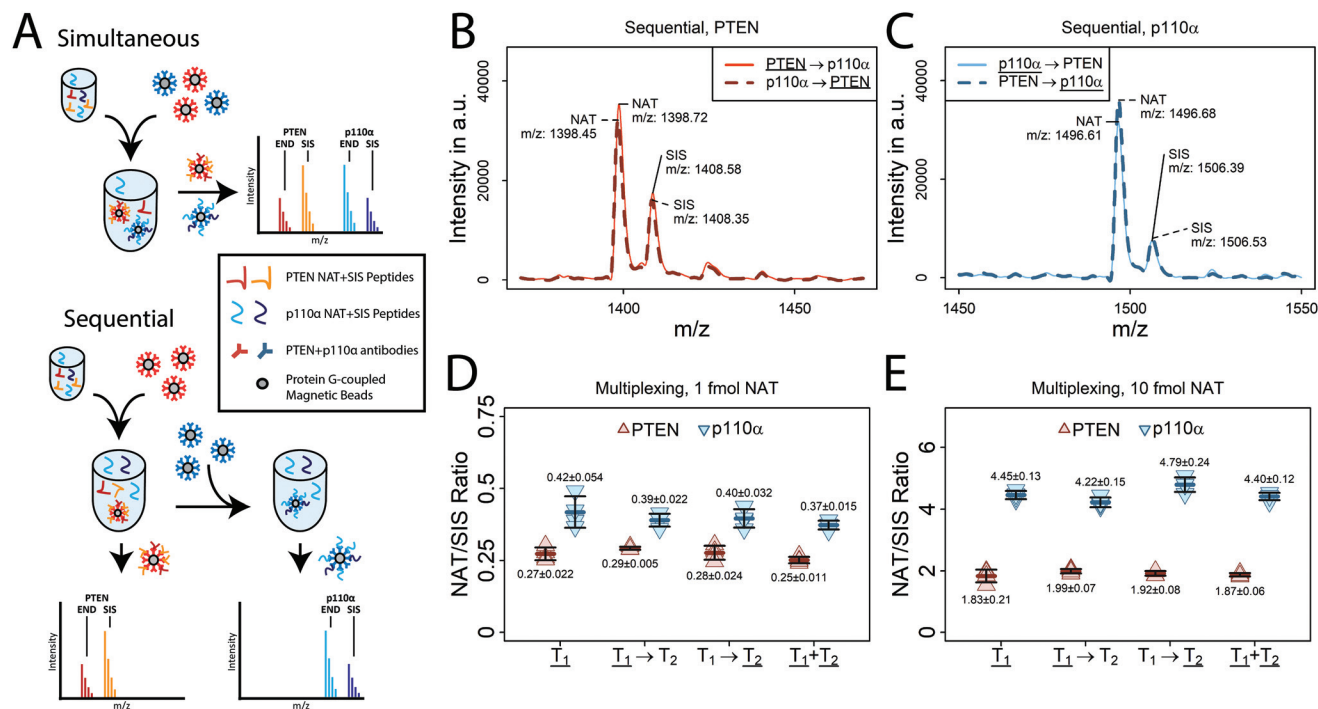 A
Simultaneous
PTEN
END SIS
p110α
END SIS
Intensity
m/z
PTEN NAT+SIS Peptides
p110α NAT+SIS Peptides
PTEN+p110α antibodies
Protein G-coupled
Magnetic Beads
Sequential
PTEN
END SIS
Intensity
m/z
p110α
END SIS
Intensity
m/z
B
Sequential, PTEN
PTEN → p110α
p110α → PTEN
NAT
m/z: 1398.72
NAT
m/z: 1398.45
SIS
m/z: 1408.58
SIS
m/z: 1408.35
Intensity in a.u.
0
20000
40000
1400
1450
m/z
C
Sequential, p110α
p110α → PTEN
PTEN → p110α
NAT
m/z: 1496.68
NAT
m/z: 1496.61
SIS
m/z: 1506.39
SIS
m/z: 1506.53
Intensity in a.u.
0
20000
40000
1450
1500
1550
m/z
D
Multiplexing, 1 fmol NAT
PTEN p110α
NAT/SIS Ratio
0
0.25
0.5
0.75
0.42±0.054
0.39±0.022
0.40±0.032
0.37±0.015
0.27±0.022
0.29±0.005
0.28±0.024
0.25±0.011
T1
T1 → T2
T1 → T2
T1+T2
E
Multiplexing, 10 fmol NAT
PTEN p110α
NAT/SIS Ratio
0
2
4
6
4.45±0.13
4.22±0.15
4.79±0.24
4.40±0.12
1.83±0.21
1.99±0.07
1.92±0.08
1.87±0.06
T1
T1 → T2
T1 → T2
T1+T2